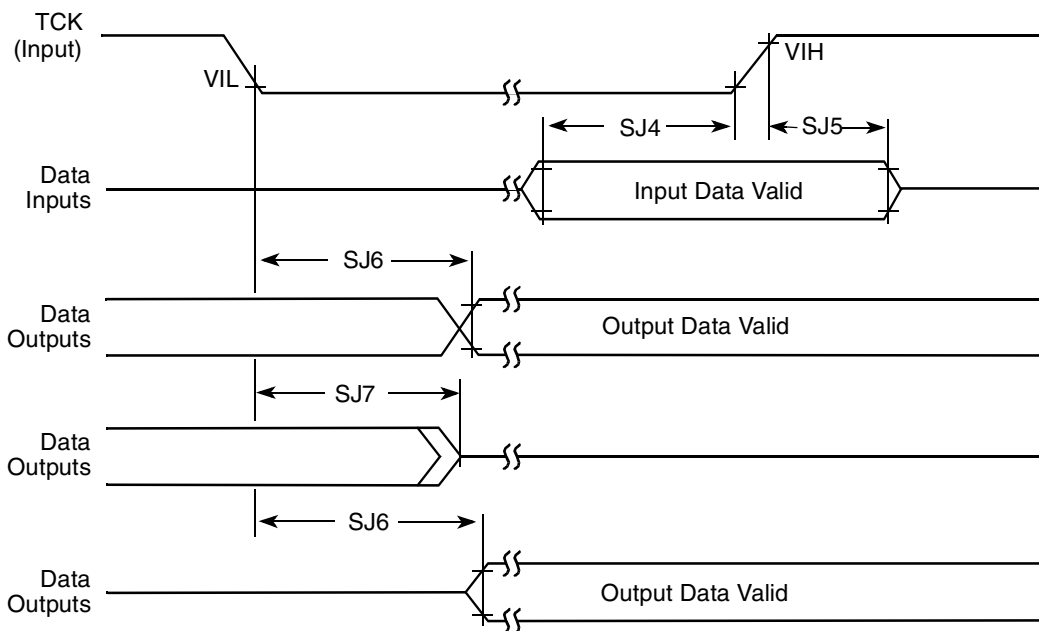 TCK
(Input)
VIL
VIH
SJ4
SJ5
Data
Inputs
Input Data Valid
SJ6
Data
Outputs
Output Data Valid
SJ7
Data
Outputs
SJ6
Data
Outputs
Output Data Valid